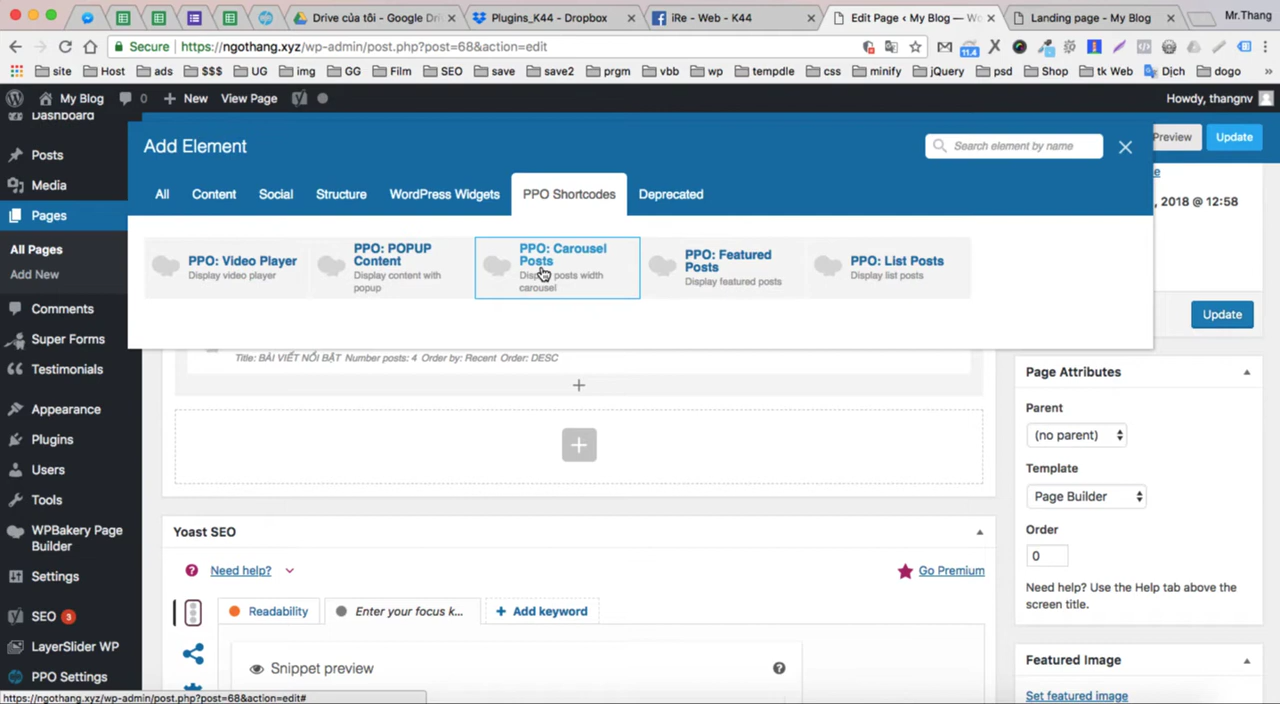 Drive của tôi - Google Dri
Plugins_K44 - Dropbox
iRe - Web - K44
Edit Page ‹ My Blog — Wo
Landing page - My Blog
Mr.Thang
Secure
https://ngothang.xyz/wp-admin/post.php?post=68&action=edit
11.4
site
Host
ads
$$$
UG
img
GG
Film
SEO
save
save2
prgm
vbb
wp
tempdle
css
minify
jQuery
psd
Shop
tk Web
Dịch
dogo
»
My Blog
0
New
View Page
Howdy, thangnv
Dashboard
Posts
Media
Pages
All Pages
Add New
Comments
Super Forms
Testimonials
Appearance
Plugins
Users
Tools
WPBakery Page
Builder
Settings
SEO 3
LayerSlider WP
PPO Settings
Add Element
Search element by name
Preview
Update
All
Content
Social
Structure
WordPress Widgets
PPO Shortcodes
Deprecated
, 2018 @ 12:58
PPO: Video Player
Display video player
PPO: POPUP
Content
Display content with
popup
PPO: Carousel
Posts
Display posts width
carousel
PPO: Featured
Posts
Display featured posts
PPO: List Posts
Display list posts
Update
Title: BÀI VIẾT NỔI BẬT Number posts: 4 Order by: Recent Order: DESC
Page Attributes
Parent
(no parent)
Template
Page Builder
Order
0
Need help? Use the Help tab above the
screen title.
Yoast SEO
Need help?
Go Premium
Readability
Enter your focus k...
Add keyword
Snippet preview
Featured Image
Set featured image
https://ngothang.xyz/wp-admin/post.php?post=68&action=edit#